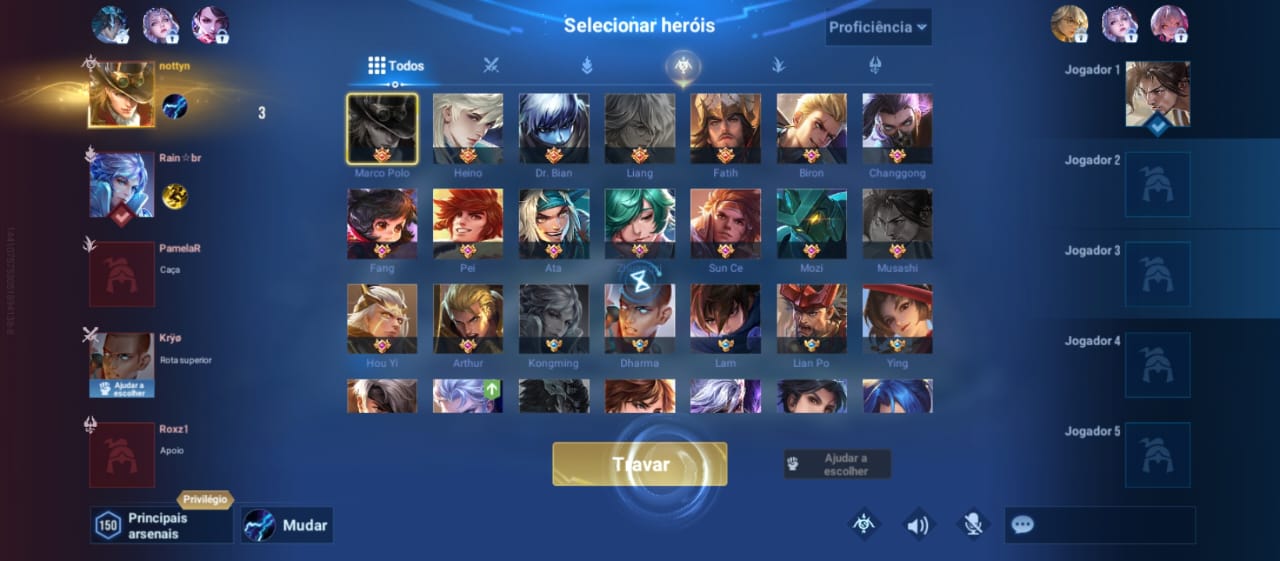 Selecionar heróis
Proficiência
nottyn
3
Rain☆br
PamelaR
Caça
Krÿø
Rota superior
Ajudar a
escolher
Roxz1
Apoio
Privilégio
150
Principais
arsenais
Mudar
Todos
Marco Polo
Heino
Dr. Bian
Liang
Fatih
Biron
Changgong
Fang
Pei
Ata
Sun Ce
Mozi
Musashi
Hou Yi
Arthur
Kongming
Dharma
Lam
Lian Po
Ying
Travar
Ajudar a
escolher
Jogador 1
Jogador 2
Jogador 3
Jogador 4
Jogador 5